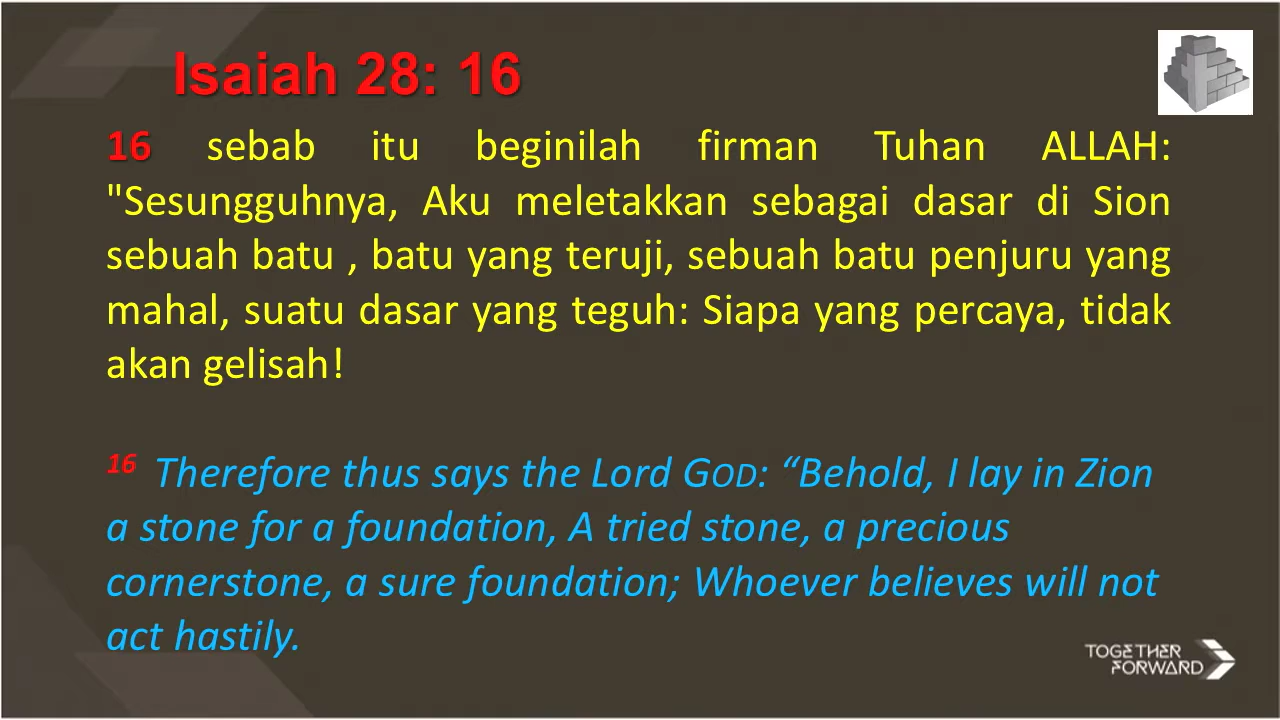 Isaiah 28: 16
16 sebab itu beginilah firman Tuhan ALLAH:
"Sesungguhnya, Aku meletakkan sebagai dasar di Sion
sebuah batu , batu yang teruji, sebuah batu penjuru yang
mahal, suatu dasar yang teguh: Siapa yang percaya, tidak
akan gelisah!
16 Therefore thus says the Lord GOD: “Behold, I lay in Zion
a stone for a foundation, A tried stone, a precious
cornerstone, a sure foundation; Whoever believes will not
act hastily.
TOGETHER
FORWARD